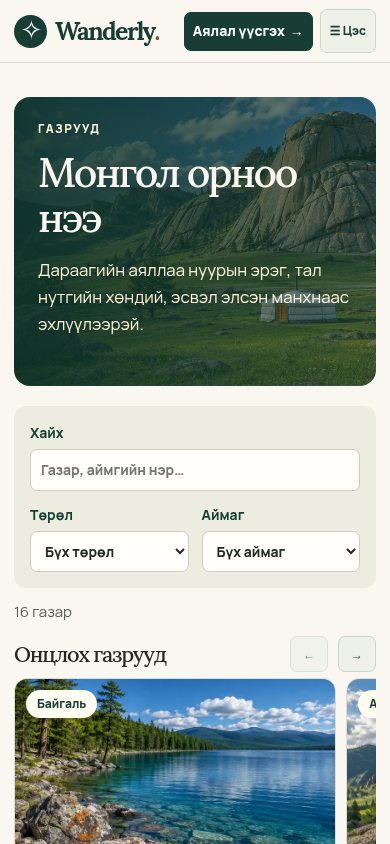 Wanderly.
Аялал үүсгэх →
☰ Цэс
ГАЗРУУД
Монгол орноо
нээ
Дараагийн аяллаа нуурын эрэг, тал
нутгийн хөндий, эсвэл элсэн манхнаас
эхлүүлээрэй.
Хайх
Газар, аймгийн нэр...
Төрөл
Аймаг
Бүх төрөл
Бүх аймаг
16 газар
Онцлох газрууд
← →
Байгаль